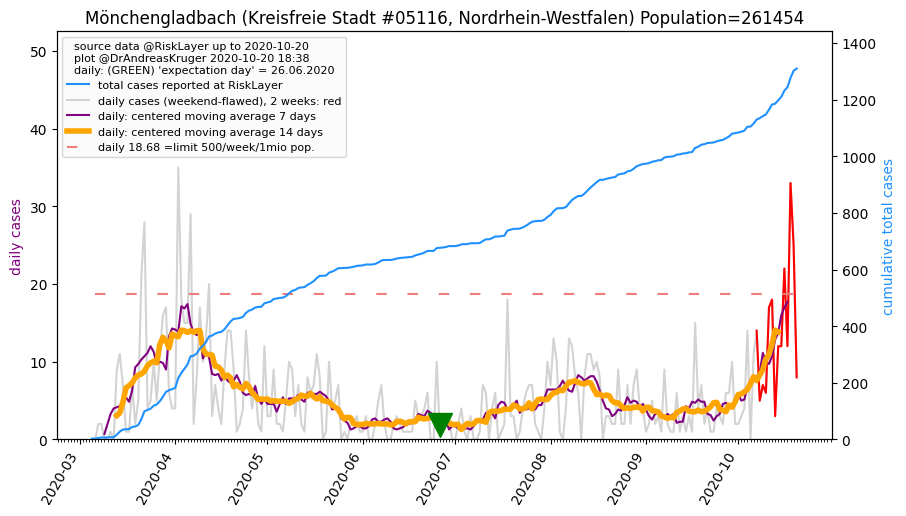 Mönchengladbach (Kreisfreie Stadt #05116, Nordrhein-Westfalen) Population=261454
source data @RiskLayer up to 2020-10-20
plot @DrAndreasKruger 2020-10-20 18:38
daily: (GREEN) 'expectation day' = 26.06.2020
total cases reported at RiskLayer
daily cases (weekend-flawed), 2 weeks: red
daily: centered moving average 7 days
daily: centered moving average 14 days
daily 18.68 =limit 500/week/1mio pop.
daily cases
50
40
30
20
10
0
cumulative total cases
1400
1200
1000
800
600
400
200
0
2020-03
2020-04
2020-05
2020-06
2020-07
2020-08
2020-09
2020-10